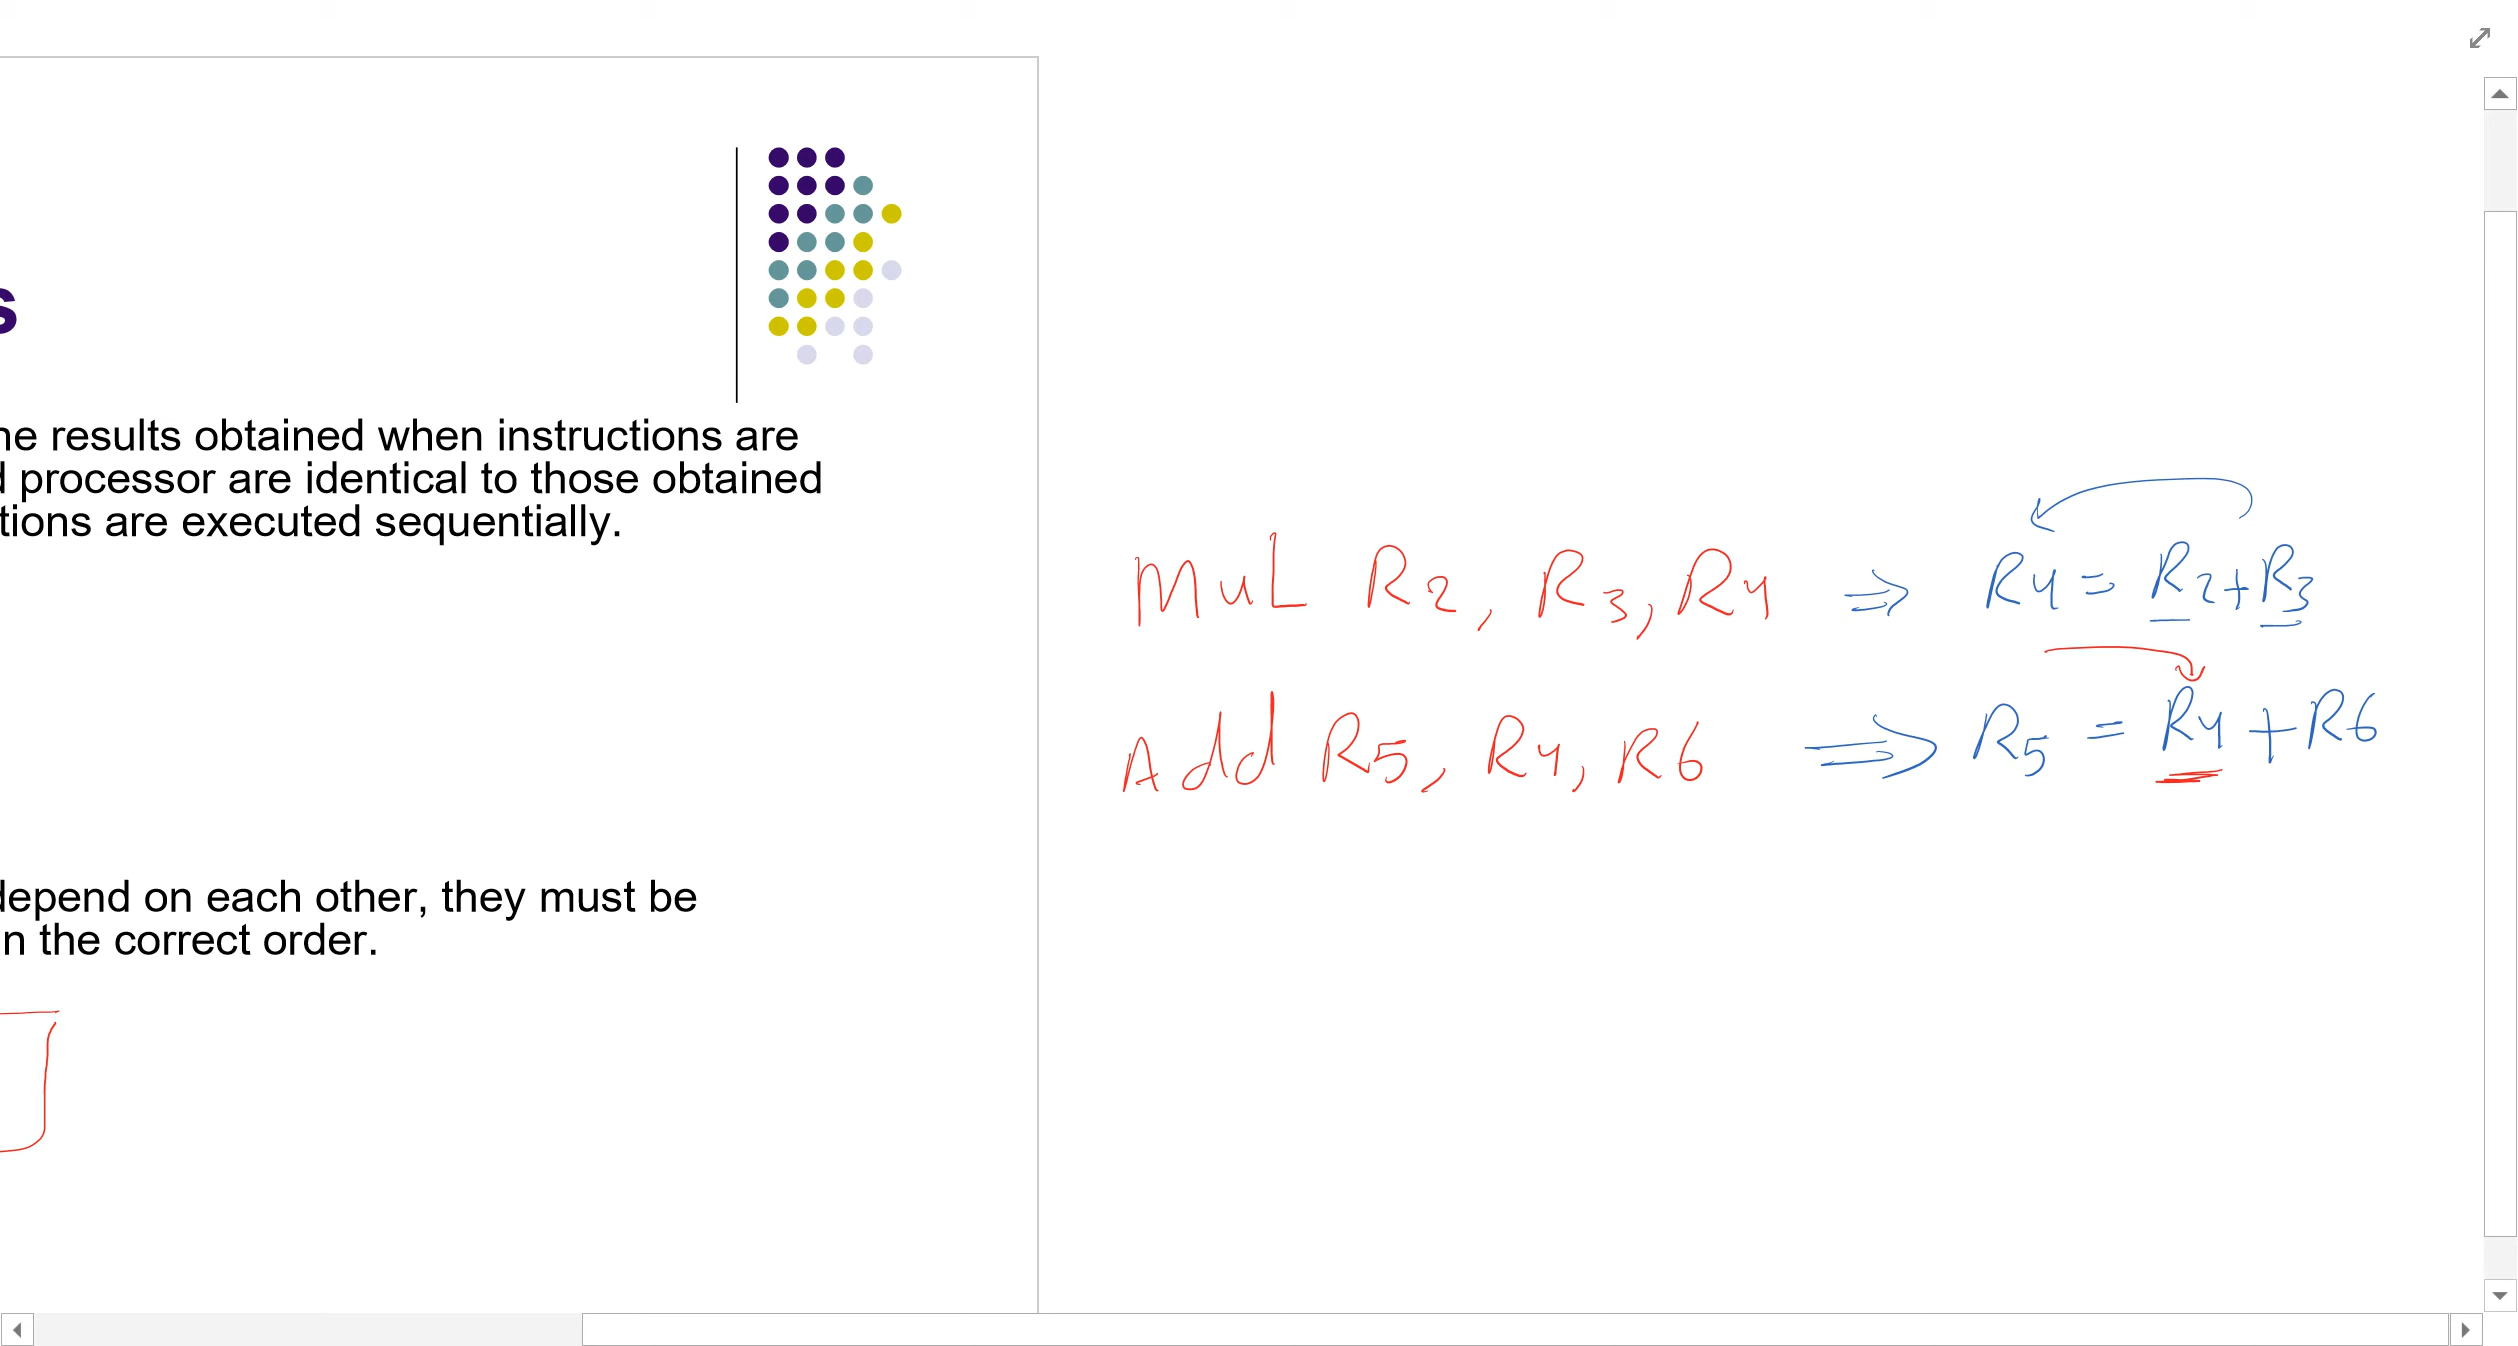 s
he results obtained when instructions are
processor are identical to those obtained
tions are executed sequentially.
Mul R2, R3, R4 ⇒ R4 = R2+R3
Add R5, R4, R6 ⇒ R5 = R4 + R6
depend on each other, they must be
n the correct order.